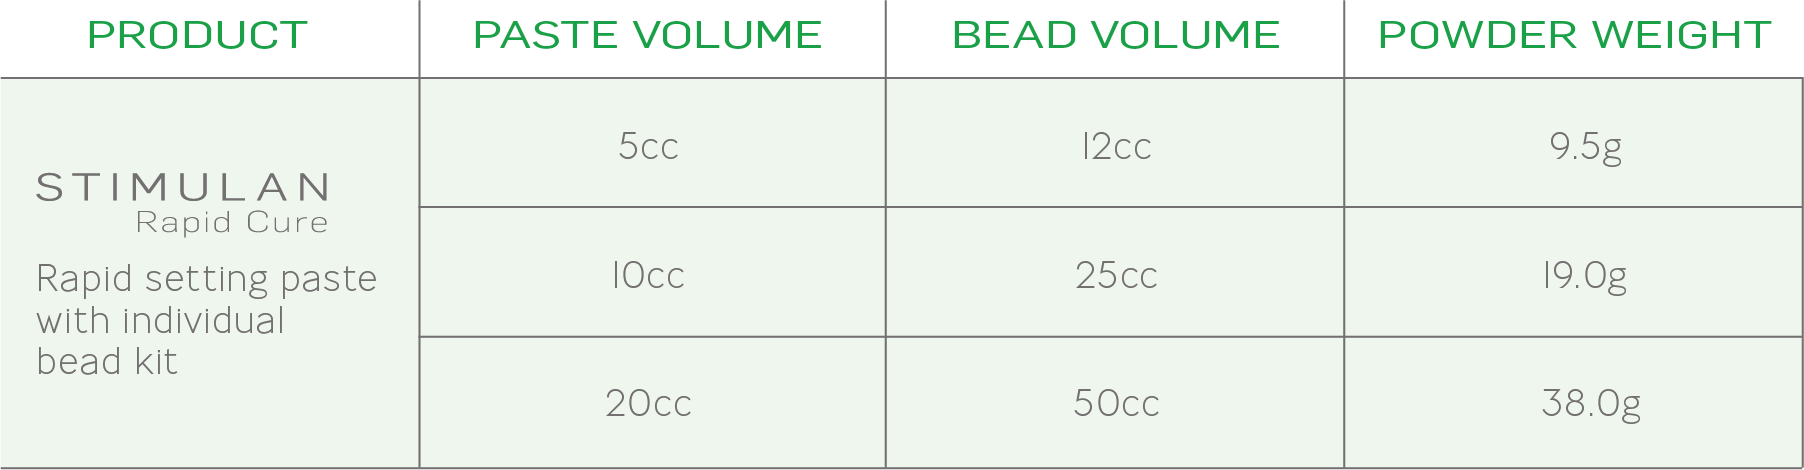 PRODUCT PASTE VOLUME BEAD VOLUME POWDER WEIGHT
STIMULAN
Rapid Cure
Rapid setting paste
with individual
bead kit
5cc 12cc 9.5g
10cc 25cc 19.0g
20cc 50cc 38.0g